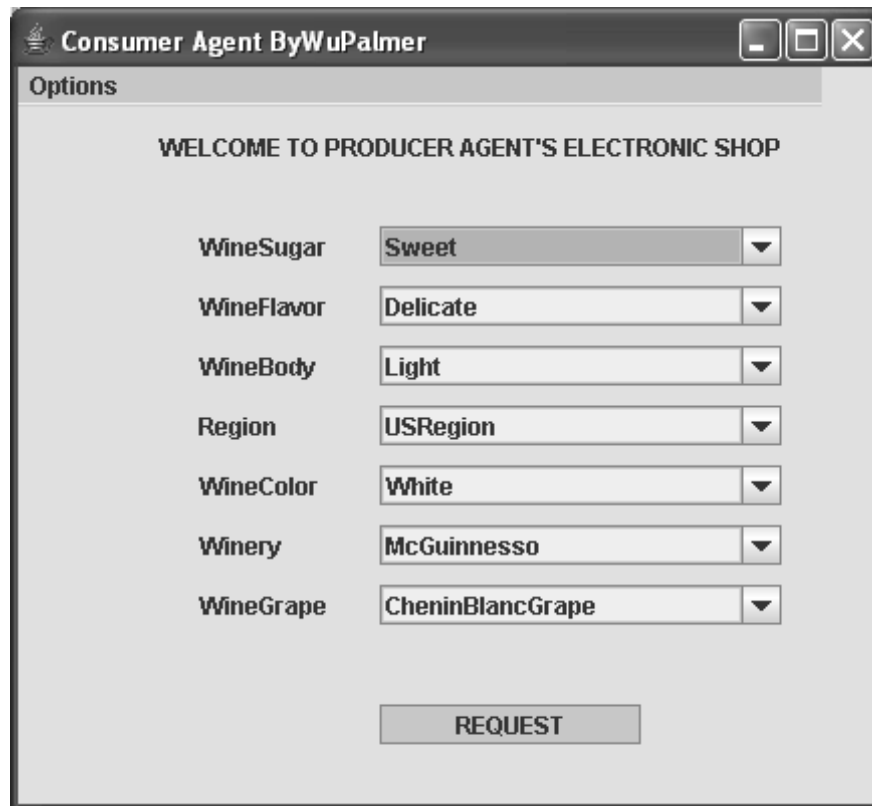 Consumer Agent ByWuPalmer
Options
WELCOME TO PRODUCER AGENT'S ELECTRONIC SHOP
WineSugar Sweet
WineFlavor Delicate
WineBody Light
Region USRegion
WineColor White
Winery McGuinnesso
WineGrape CheninBlancGrape
REQUEST